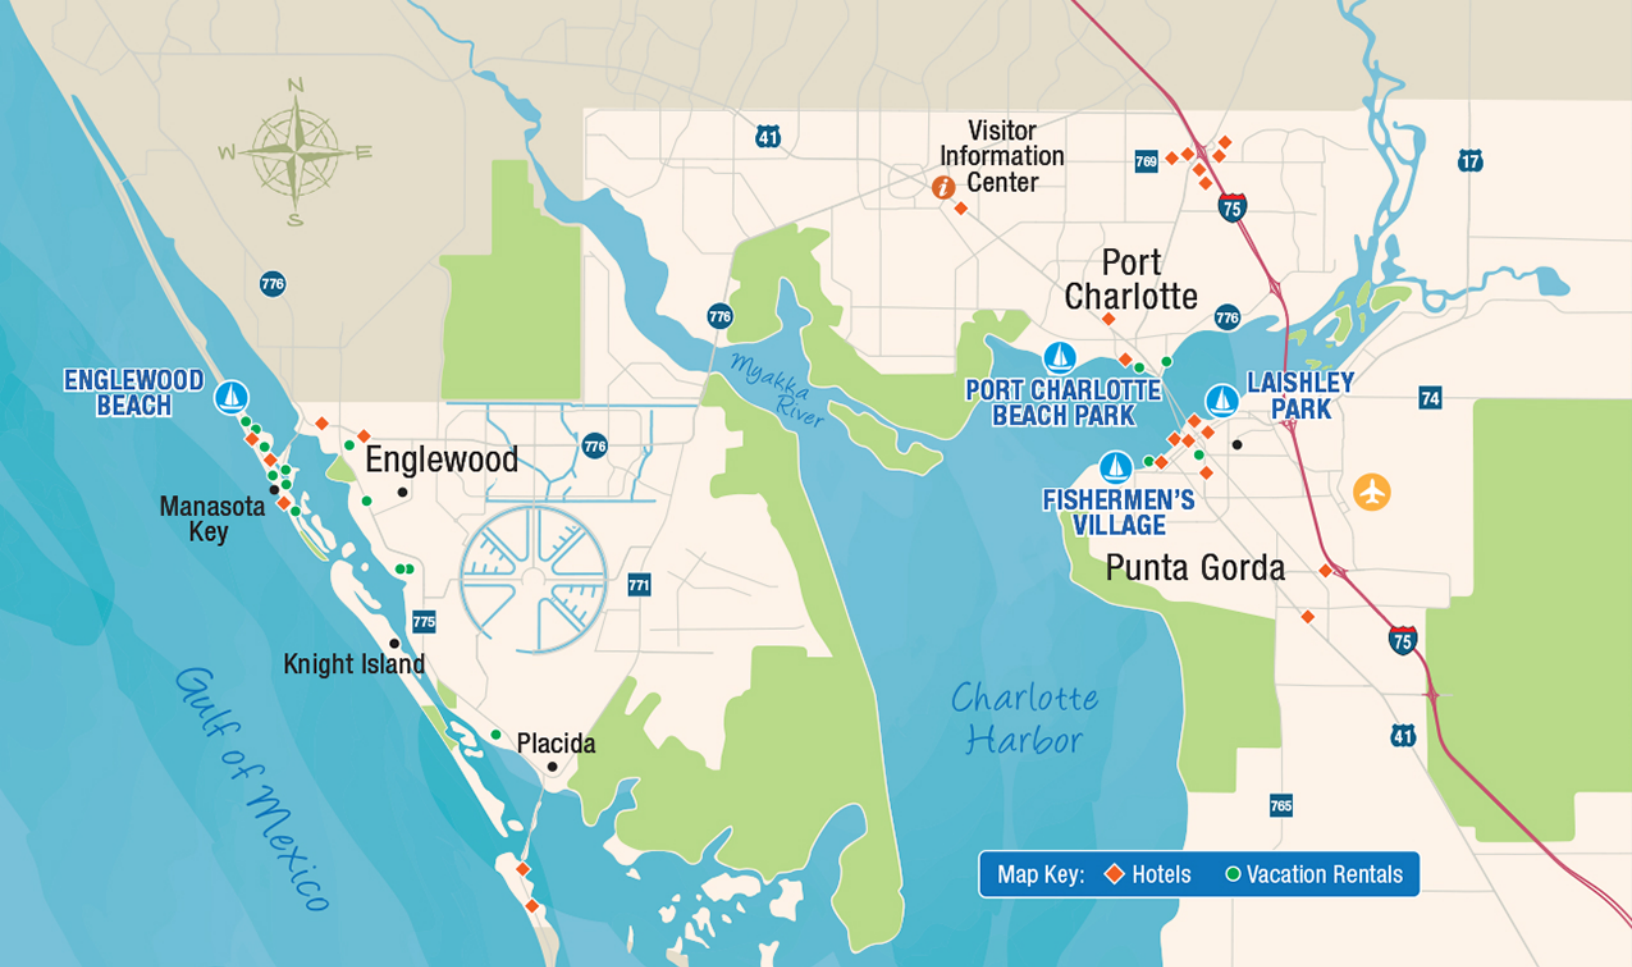 N
W
E
S
41
Visitor
Information
Center
i
769
17
75
776
Port
Charlotte
776
776
Myakka
River
ENGLEWOOD
BEACH
PORT CHARLOTTE
BEACH PARK
LAISHLEY
PARK
74
776
Englewood
Manasota
Key
FISHERMEN'S
VILLAGE
Punta Gorda
771
775
75
Knight Island
Gulf of Mexico
Charlotte
Harbor
Placida
41
765
Map Key: Hotels Vacation Rentals